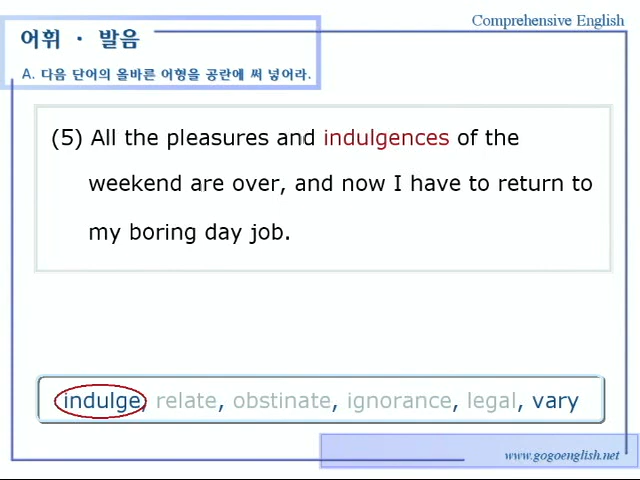 Comprehensive English
어휘 · 발음
A. 다음 단어의 올바른 어형을 공란에 써 넣어라.
(5) All the pleasures and indulgences of the
weekend are over, and now I have to return to
my boring day job.
indulge, relate, obstinate, ignorance, legal, vary
www.gogoenglish.net